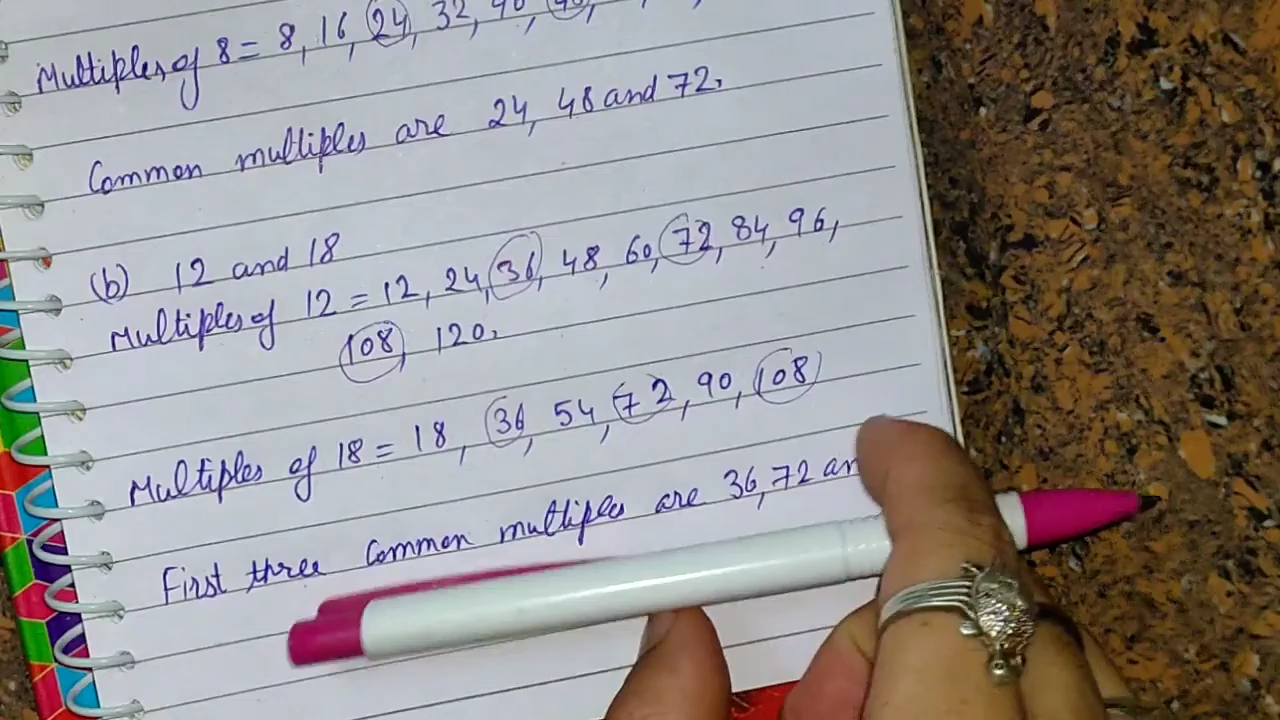 Multiples of 8 = 8, 16, 24, 32, 40,
Common multiples are 24, 48 and 72.
(b) 12 and 18
Multiples of 12 = 12, 24, 36, 48, 60, 72, 84, 96,
108, 120.
Multiples of 18 = 18, 36, 54, 72, 90, 108
First three common multiples are 36, 72 an